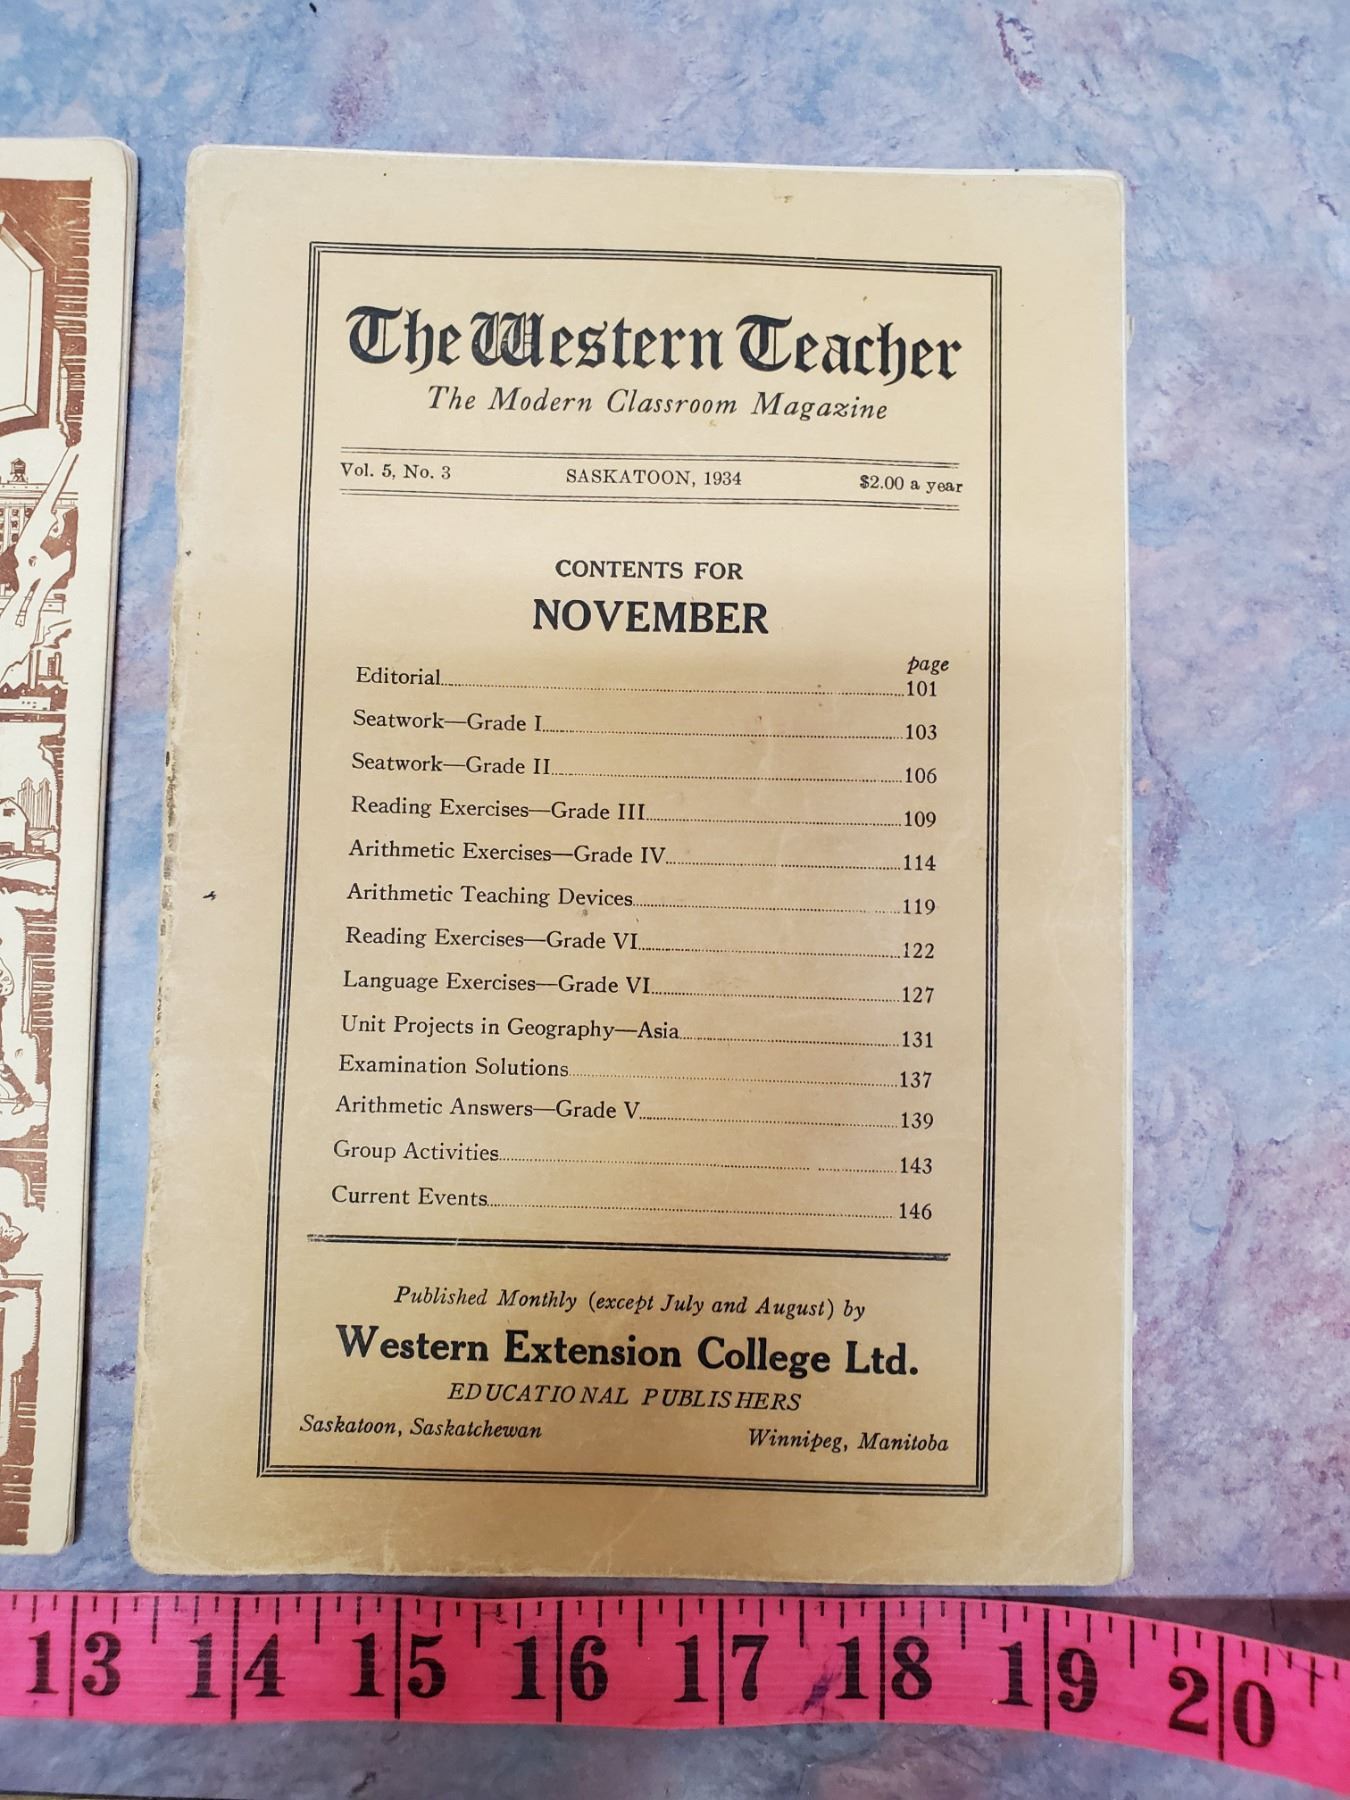 The Western Teacher
The Modern Classroom Magazine
Vol. 5, No. 3 SASKATOON, 1934 $2.00 a year
CONTENTS FOR
NOVEMBER
page
Editorial 101
Seatwork—Grade I 103
Seatwork—Grade II 106
Reading Exercises—Grade III 109
Arithmetic Exercises—Grade IV 114
Arithmetic Teaching Devices 119
Reading Exercises—Grade VI 122
Language Exercises—Grade VI 127
Unit Projects in Geography—Asia 131
Examination Solutions 137
Arithmetic Answers—Grade V 139
Group Activities 143
Current Events 146
Published Monthly (except July and August) by
Western Extension College Ltd.
EDUCATIONAL PUBLISHERS
Saskatoon, Saskatchewan Winnipeg, Manitoba
13 14 15 16 17 18 19 20